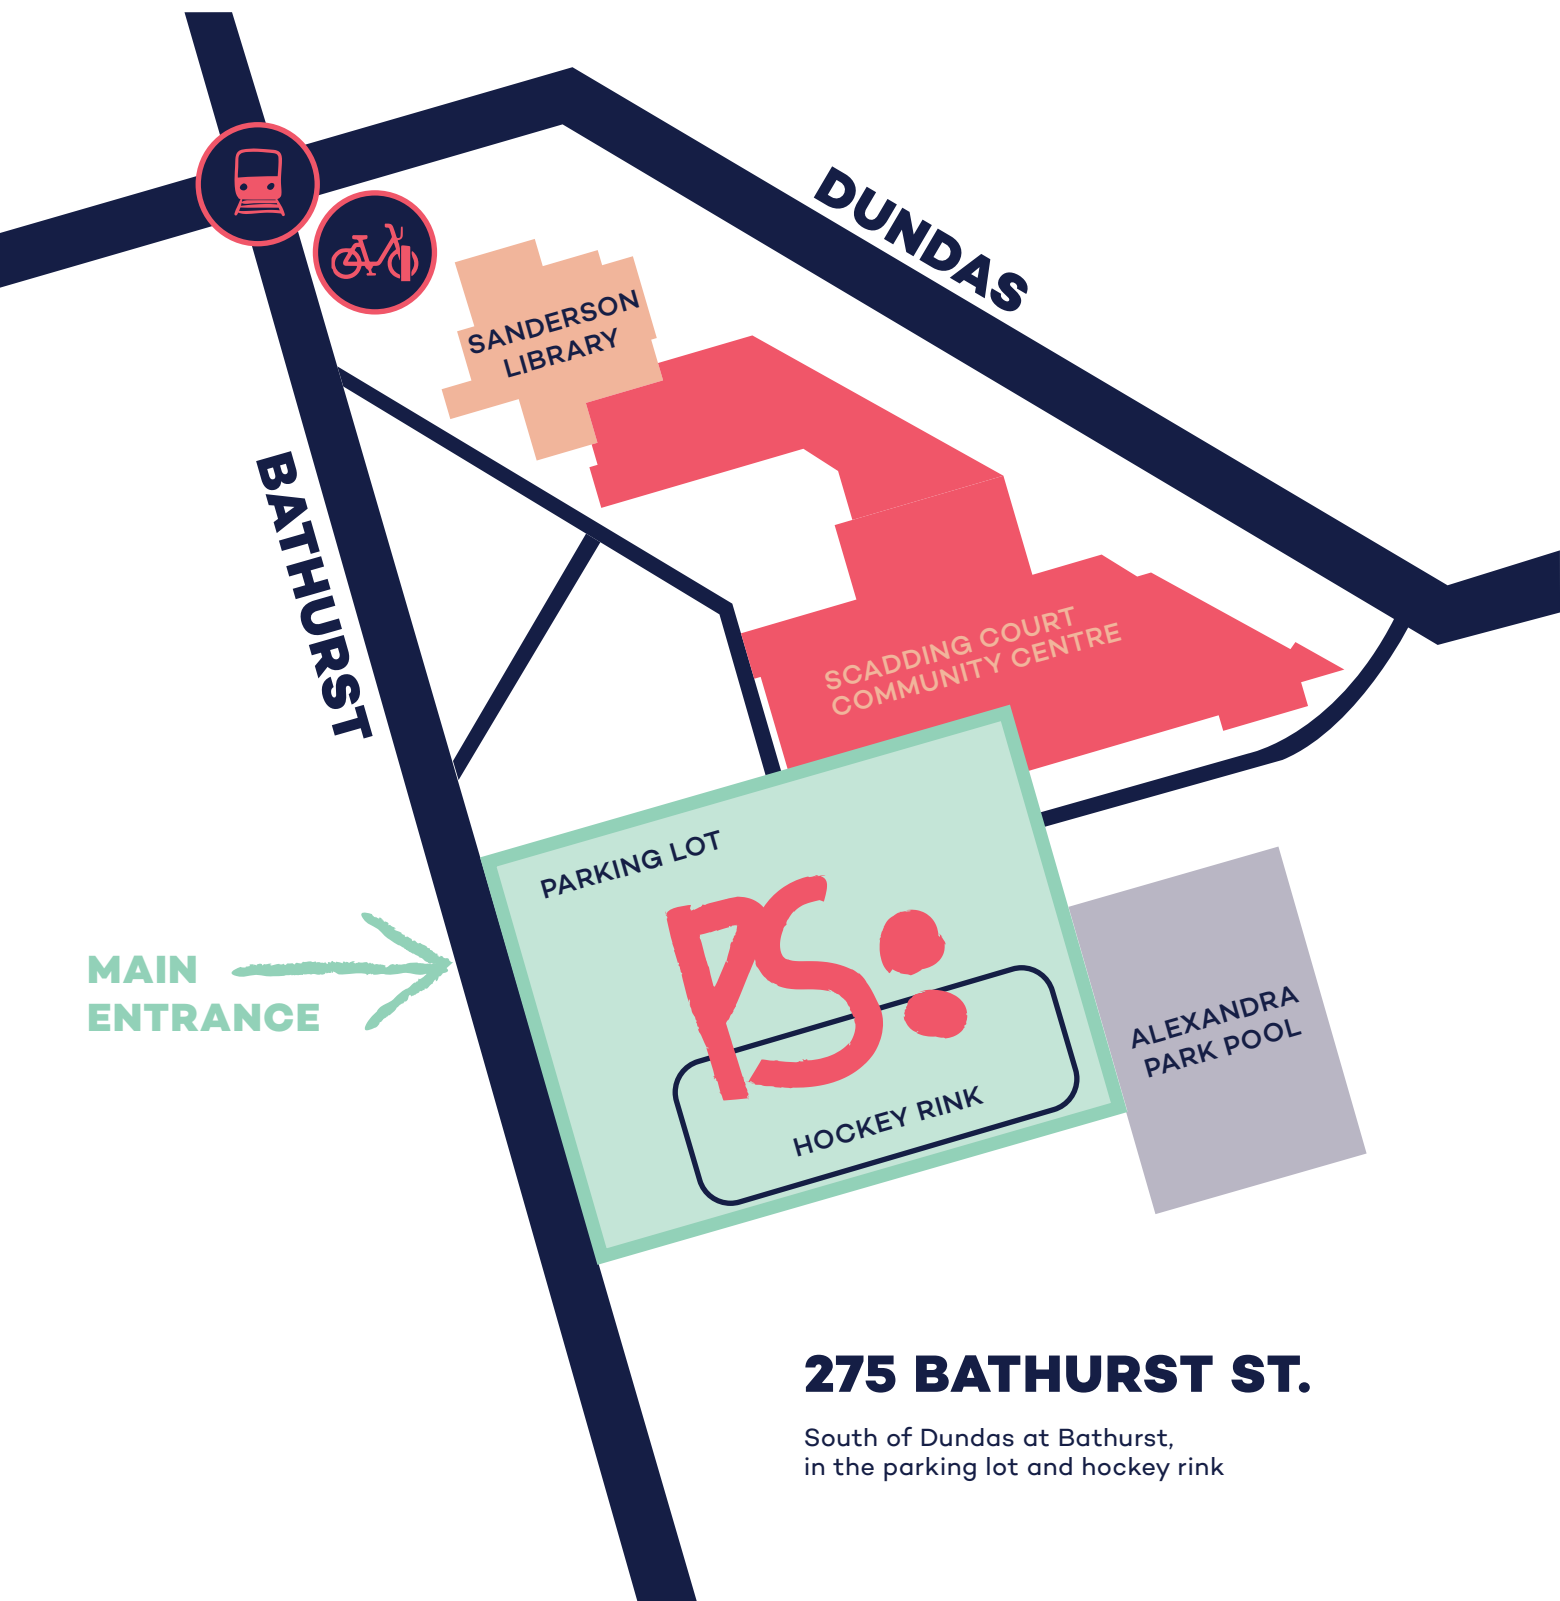 DUNDAS
SANDERSON
LIBRARY
BATHURST
SCADDING COURT
COMMUNITY CENTRE
PARKING LOT
PS:
MAIN
ENTRANCE
ALEXANDRA
PARK POOL
HOCKEY RINK
275 BATHURST ST.
South of Dundas at Bathurst,
in the parking lot and hockey rink